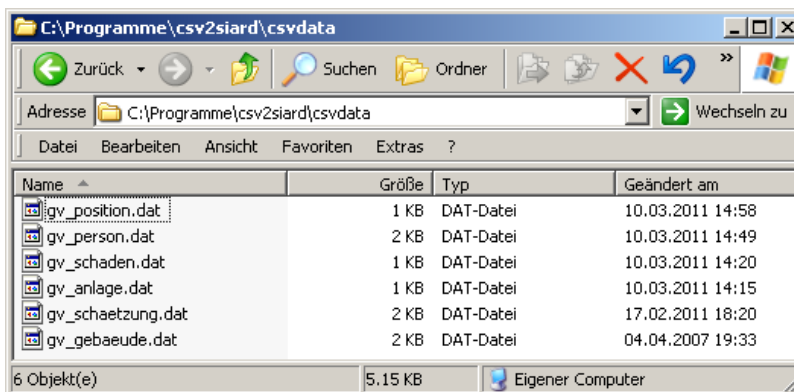 C:\Programme\csv2siard\csvdata
Zurück Suchen Ordner »
Adresse C:\Programme\csv2siard\csvdata Wechseln zu
Datei Bearbeiten Ansicht Favoriten Extras ?
Name Größe Typ Geändert am
gv_position.dat 1 KB DAT-Datei 10.03.2011 14:58
gv_person.dat 2 KB DAT-Datei 10.03.2011 14:49
gv_schaden.dat 1 KB DAT-Datei 10.03.2011 14:20
gv_anlage.dat 1 KB DAT-Datei 10.03.2011 14:15
gv_schaetzung.dat 2 KB DAT-Datei 17.02.2011 18:20
gv_gebaeude.dat 2 KB DAT-Datei 04.04.2007 19:33
6 Objekt(e) 5.15 KB Eigener Computer